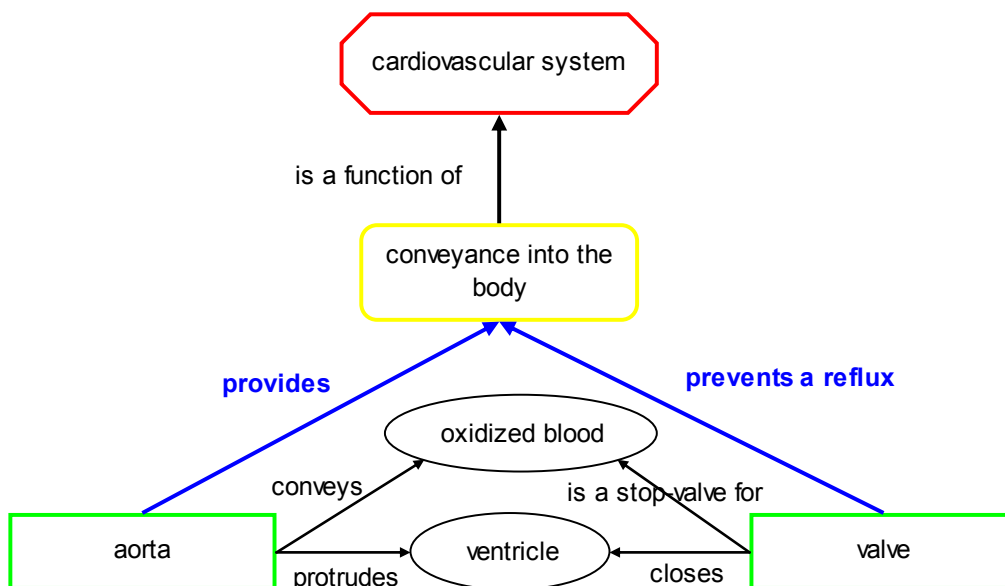 cardiovascular system
is a function of
conveyance into the
body
provides
prevents a reflux
oxidized blood
conveys
is a stop-valve for
aorta
ventricle
valve
protrudes
closes